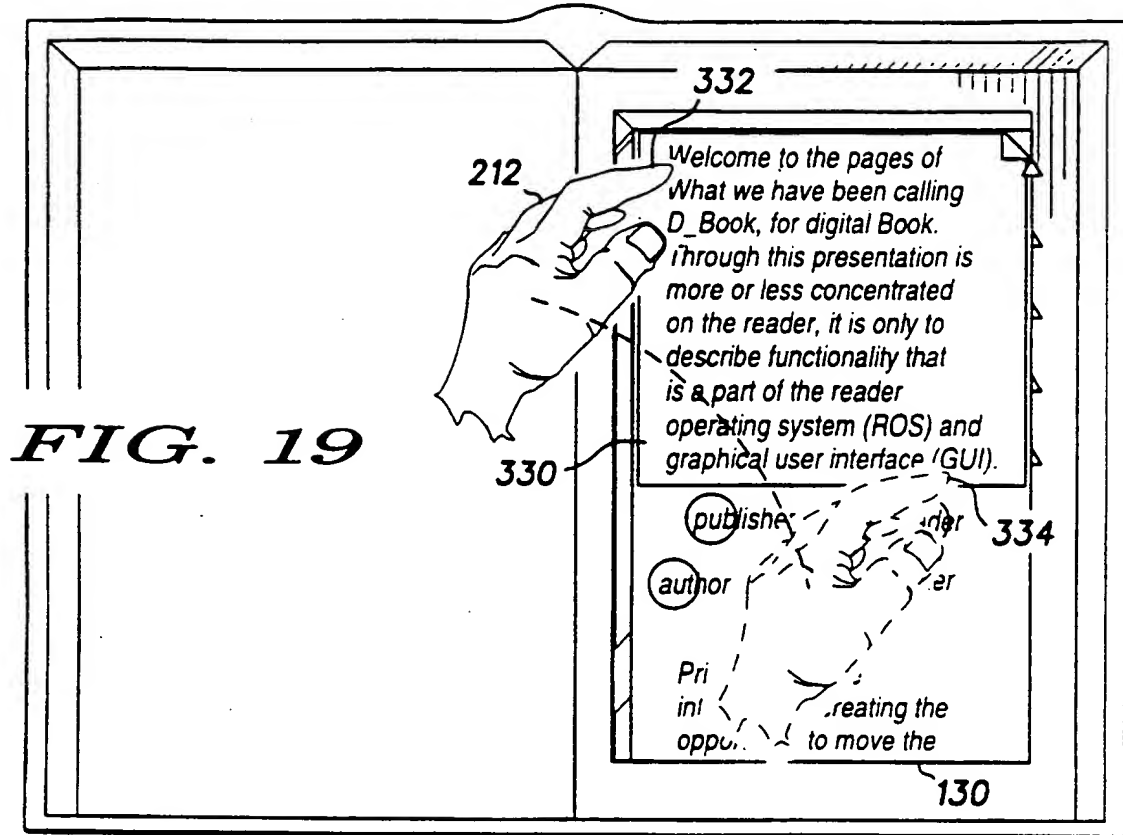 332
212
Welcome to the pages of
What we have been calling
D_Book, for digital Book.
Through this presentation is
more or less concentrated
on the reader, it is only to
describe functionality that
is a part of the reader
operating system (ROS) and
graphical user interface (GUI).
FIG. 19
330
334
author
Pri
int creating the
to move the
130